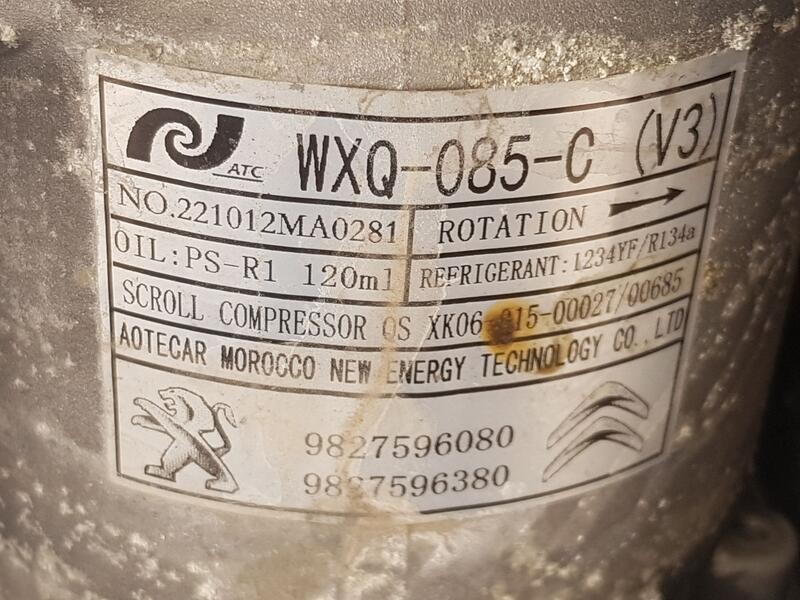 ATC WXQ-085-C (V3)
NO.221012MA0281 ROTATION
OIL:PS-R1 120ml REFRIGERANT:1234YF/R134a
SCROLL COMPRESSOR QS XK06 15-00027/00685
AOTECAR MOROCCO NEW ENERGY TECHNOLOGY CO.,LTD
9827596080
9827596380